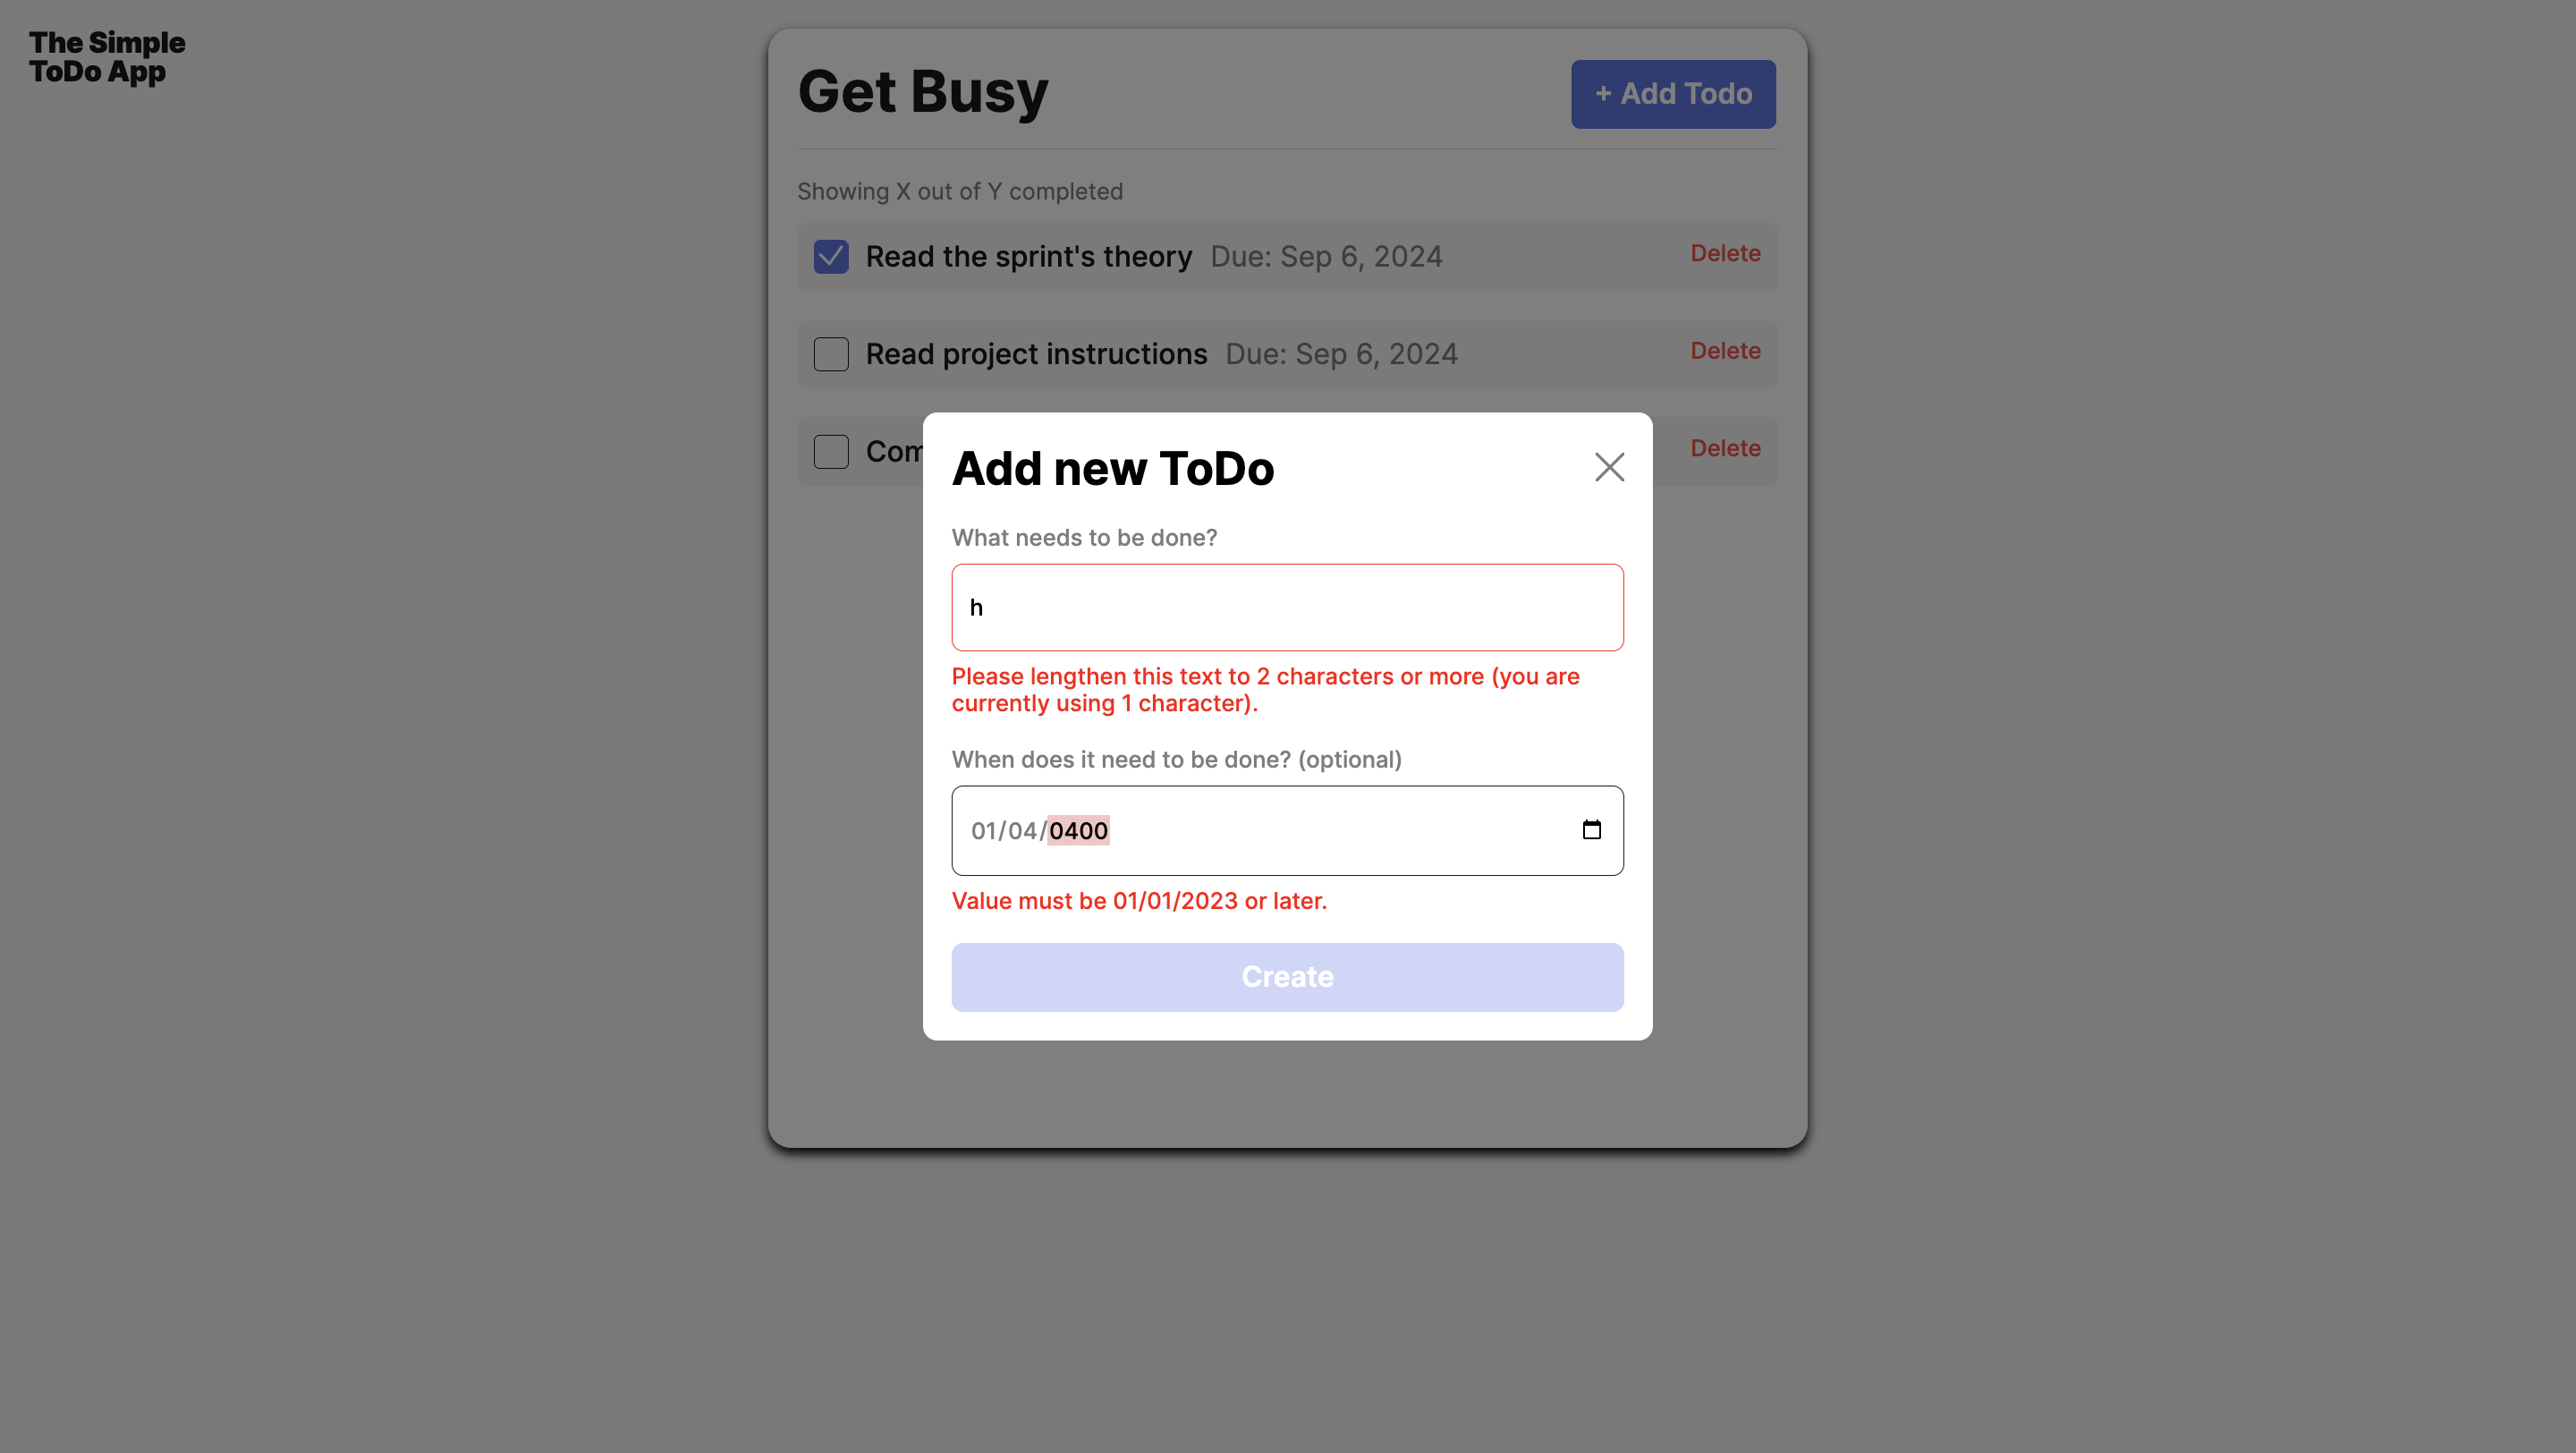 The Simple
ToDo App
Get Busy
+ Add Todo
Showing X out of Y completed
Read the sprint's theory Due: Sep 6, 2024 Delete
Read project instructions Due: Sep 6, 2024 Delete
Com Delete
Add new ToDo
What needs to be done?
h
Please lengthen this text to 2 characters or more (you are
currently using 1 character).
When does it need to be done? (optional)
01/04/0400
Value must be 01/01/2023 or later.
Create